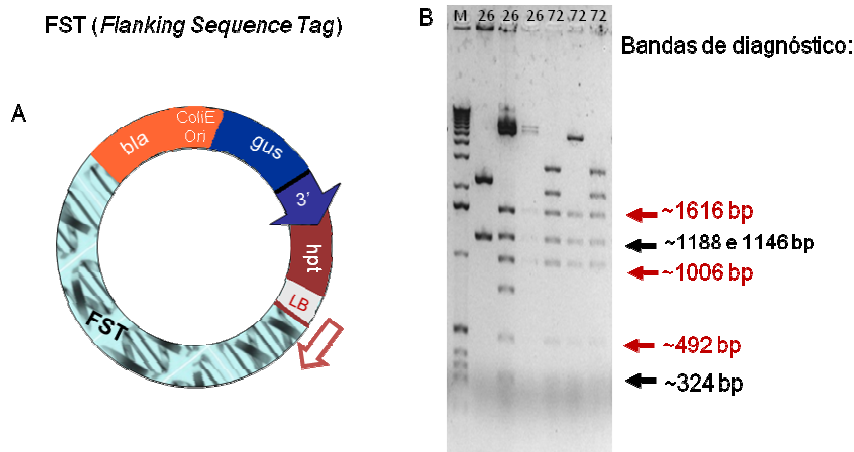 FST (Flanking Sequence Tag)
A
ColiE
Ori
bla
gus
3’
hpt
LB
FST
B
M 26 26 26 72 72 72
Bandas de diagnóstico:
~1616 bp
~1188 e 1146 bp
~1006 bp
~492 bp
~324 bp